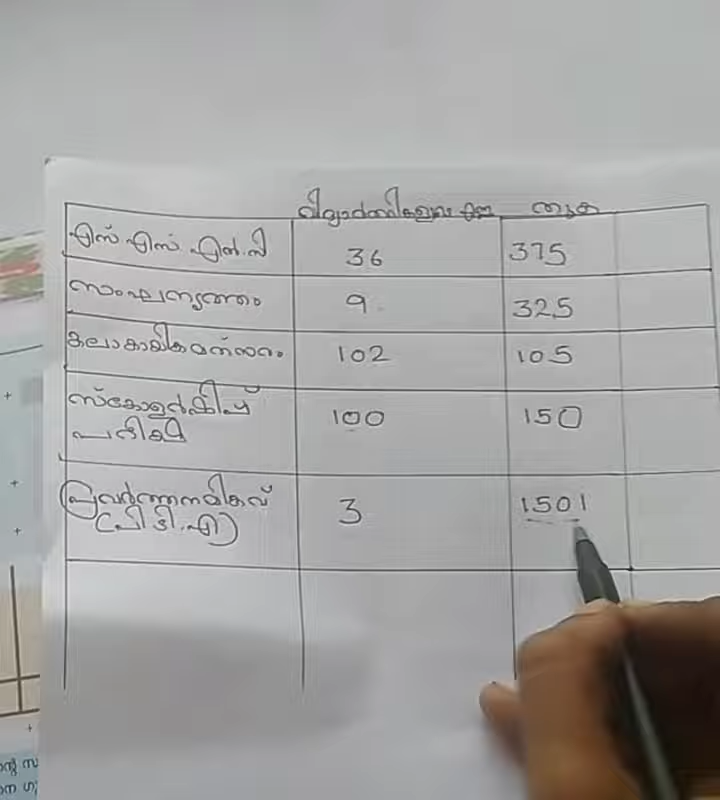 വിദ്യാർത്ഥികളുടെ എണ്ണം തുക
എസ് എസ് എൽ.സി 36 375
സംഘനൃത്തം 9 325
കലാകായികമത്സരം 102 105
സ്കോളർഷിപ്പ് 100 150
പരീക്ഷ
പ്രവർത്തനമികവ് 3 1501
(പി.ടി.എ)